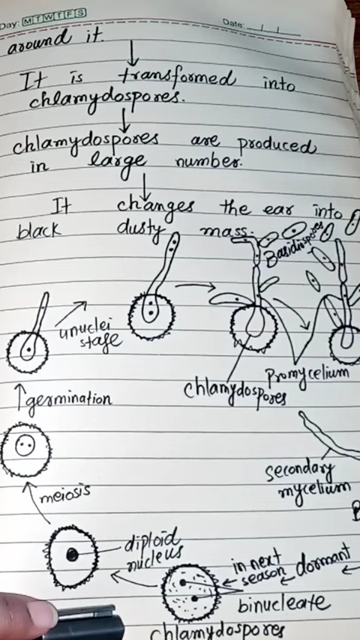 Day: M T W T F S
Date: / /
around it.
It is transformed into
chlamydospores.
chlamydospores are produced
in large number.
It changes the ear into
black dusty mass.
Basidiospores
unuclei
stage
promycelium
chlamydospores
germination
secondary
mycelium
meiosis
diploid
nucleus
in next
season
dormant
binucleate
chlamydospores